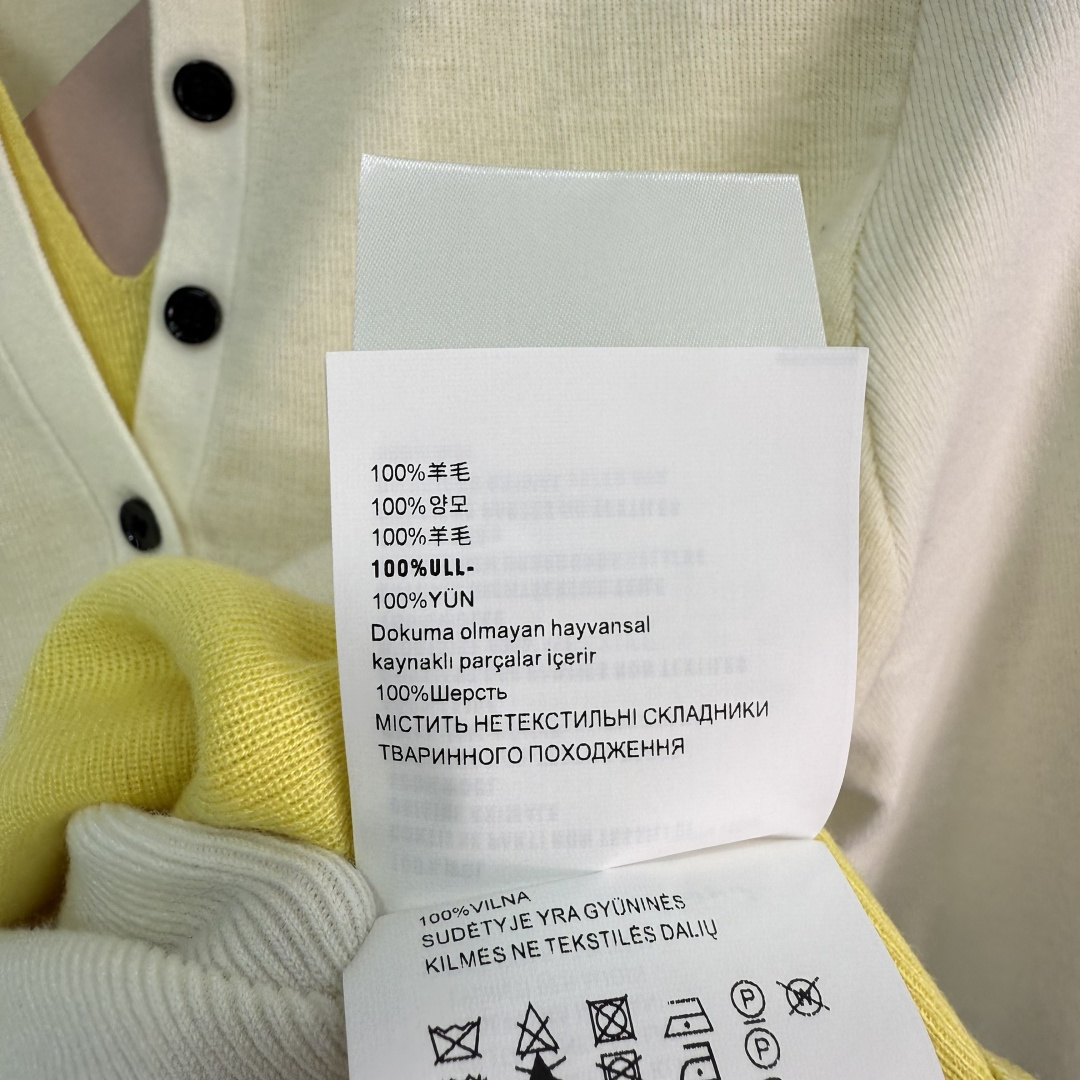 100%羊毛
100%양모
100%羊毛
100%ULL-
100%YÜN
Dokuma olmayan hayvansal
kaynaklı parçalar içerir
100%Шерсть
МІСТИТЬ НЕТЕКСТИЛЬНІ СКЛАДНИКИ
ТВАРИННОГО ПОХОДЖЕННЯ
100%VILNA
SUDĖTYJE YRA GYŪNINĖS
KILMĖS NE TEKSTILĖS DALIŲ
P
W
P